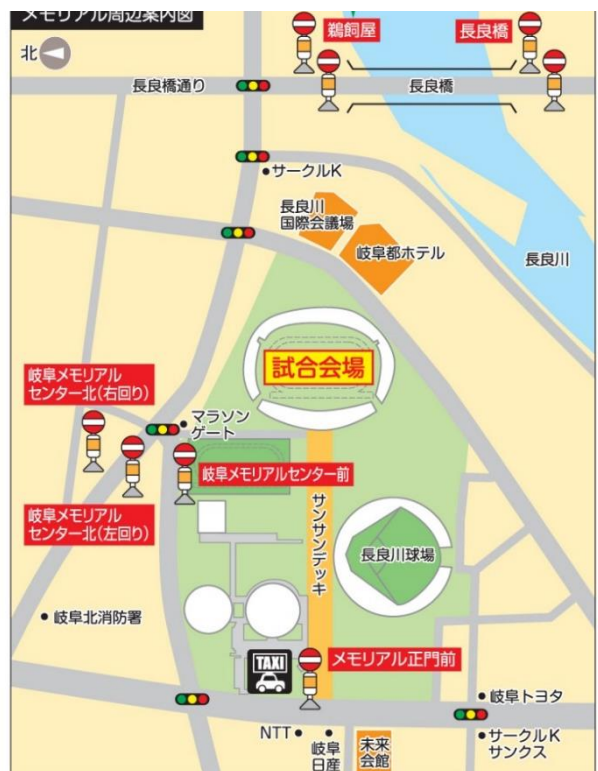 メモリアル周辺案内図
北
鵜飼屋
長良橋
長良橋通り
長良橋
サークルK
長良川
国際会議場
岐阜都ホテル
長良川
試合会場
岐阜メモリアル
センター北(右回り)
マラソン
ゲート
岐阜メモリアルセンター前
岐阜メモリアル
センター北(左回り)
サンサンデッキ
長良川球場
岐阜北消防署
TAXI
メモリアル正門前
岐阜トヨタ
NTT
岐阜
日産
未来
会館
サークルK
サンクス